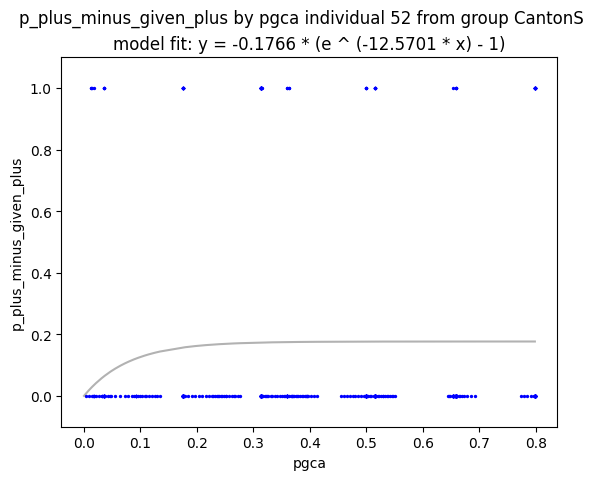 p_plus_minus_given_plus by pgca individual 52 from group CantonS
model fit: y = -0.1766 * (e ^ (-12.5701 * x) - 1)
1.0
0.8
0.6
0.4
0.2
0.0
p_plus_minus_given_plus
0.0 0.1 0.2 0.3 0.4 0.5 0.6 0.7 0.8
pgca